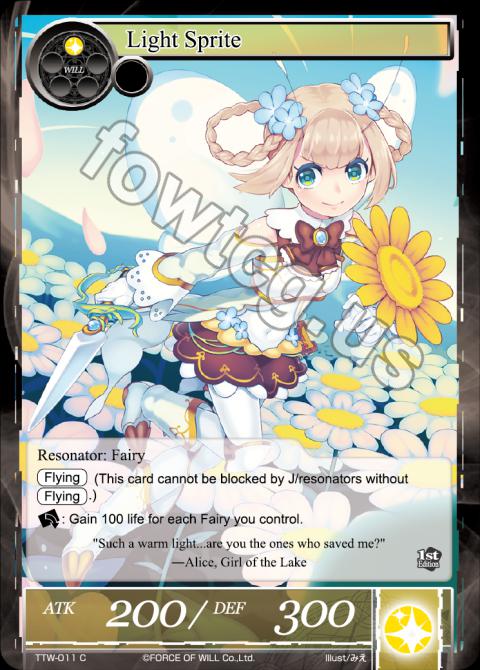 Light Sprite
WILL
fowtcg.us
Resonator: Fairy
Flying (This card cannot be blocked by J/resonators without
Flying.)
: Gain 100 life for each Fairy you control.
"Such a warm light...are you the ones who saved me?"
—Alice, Girl of the Lake
1st
Edition
ATK 200 / DEF 300
TTW-011 C ©FORCE OF WILL Co.,Ltd. Illust/みえ